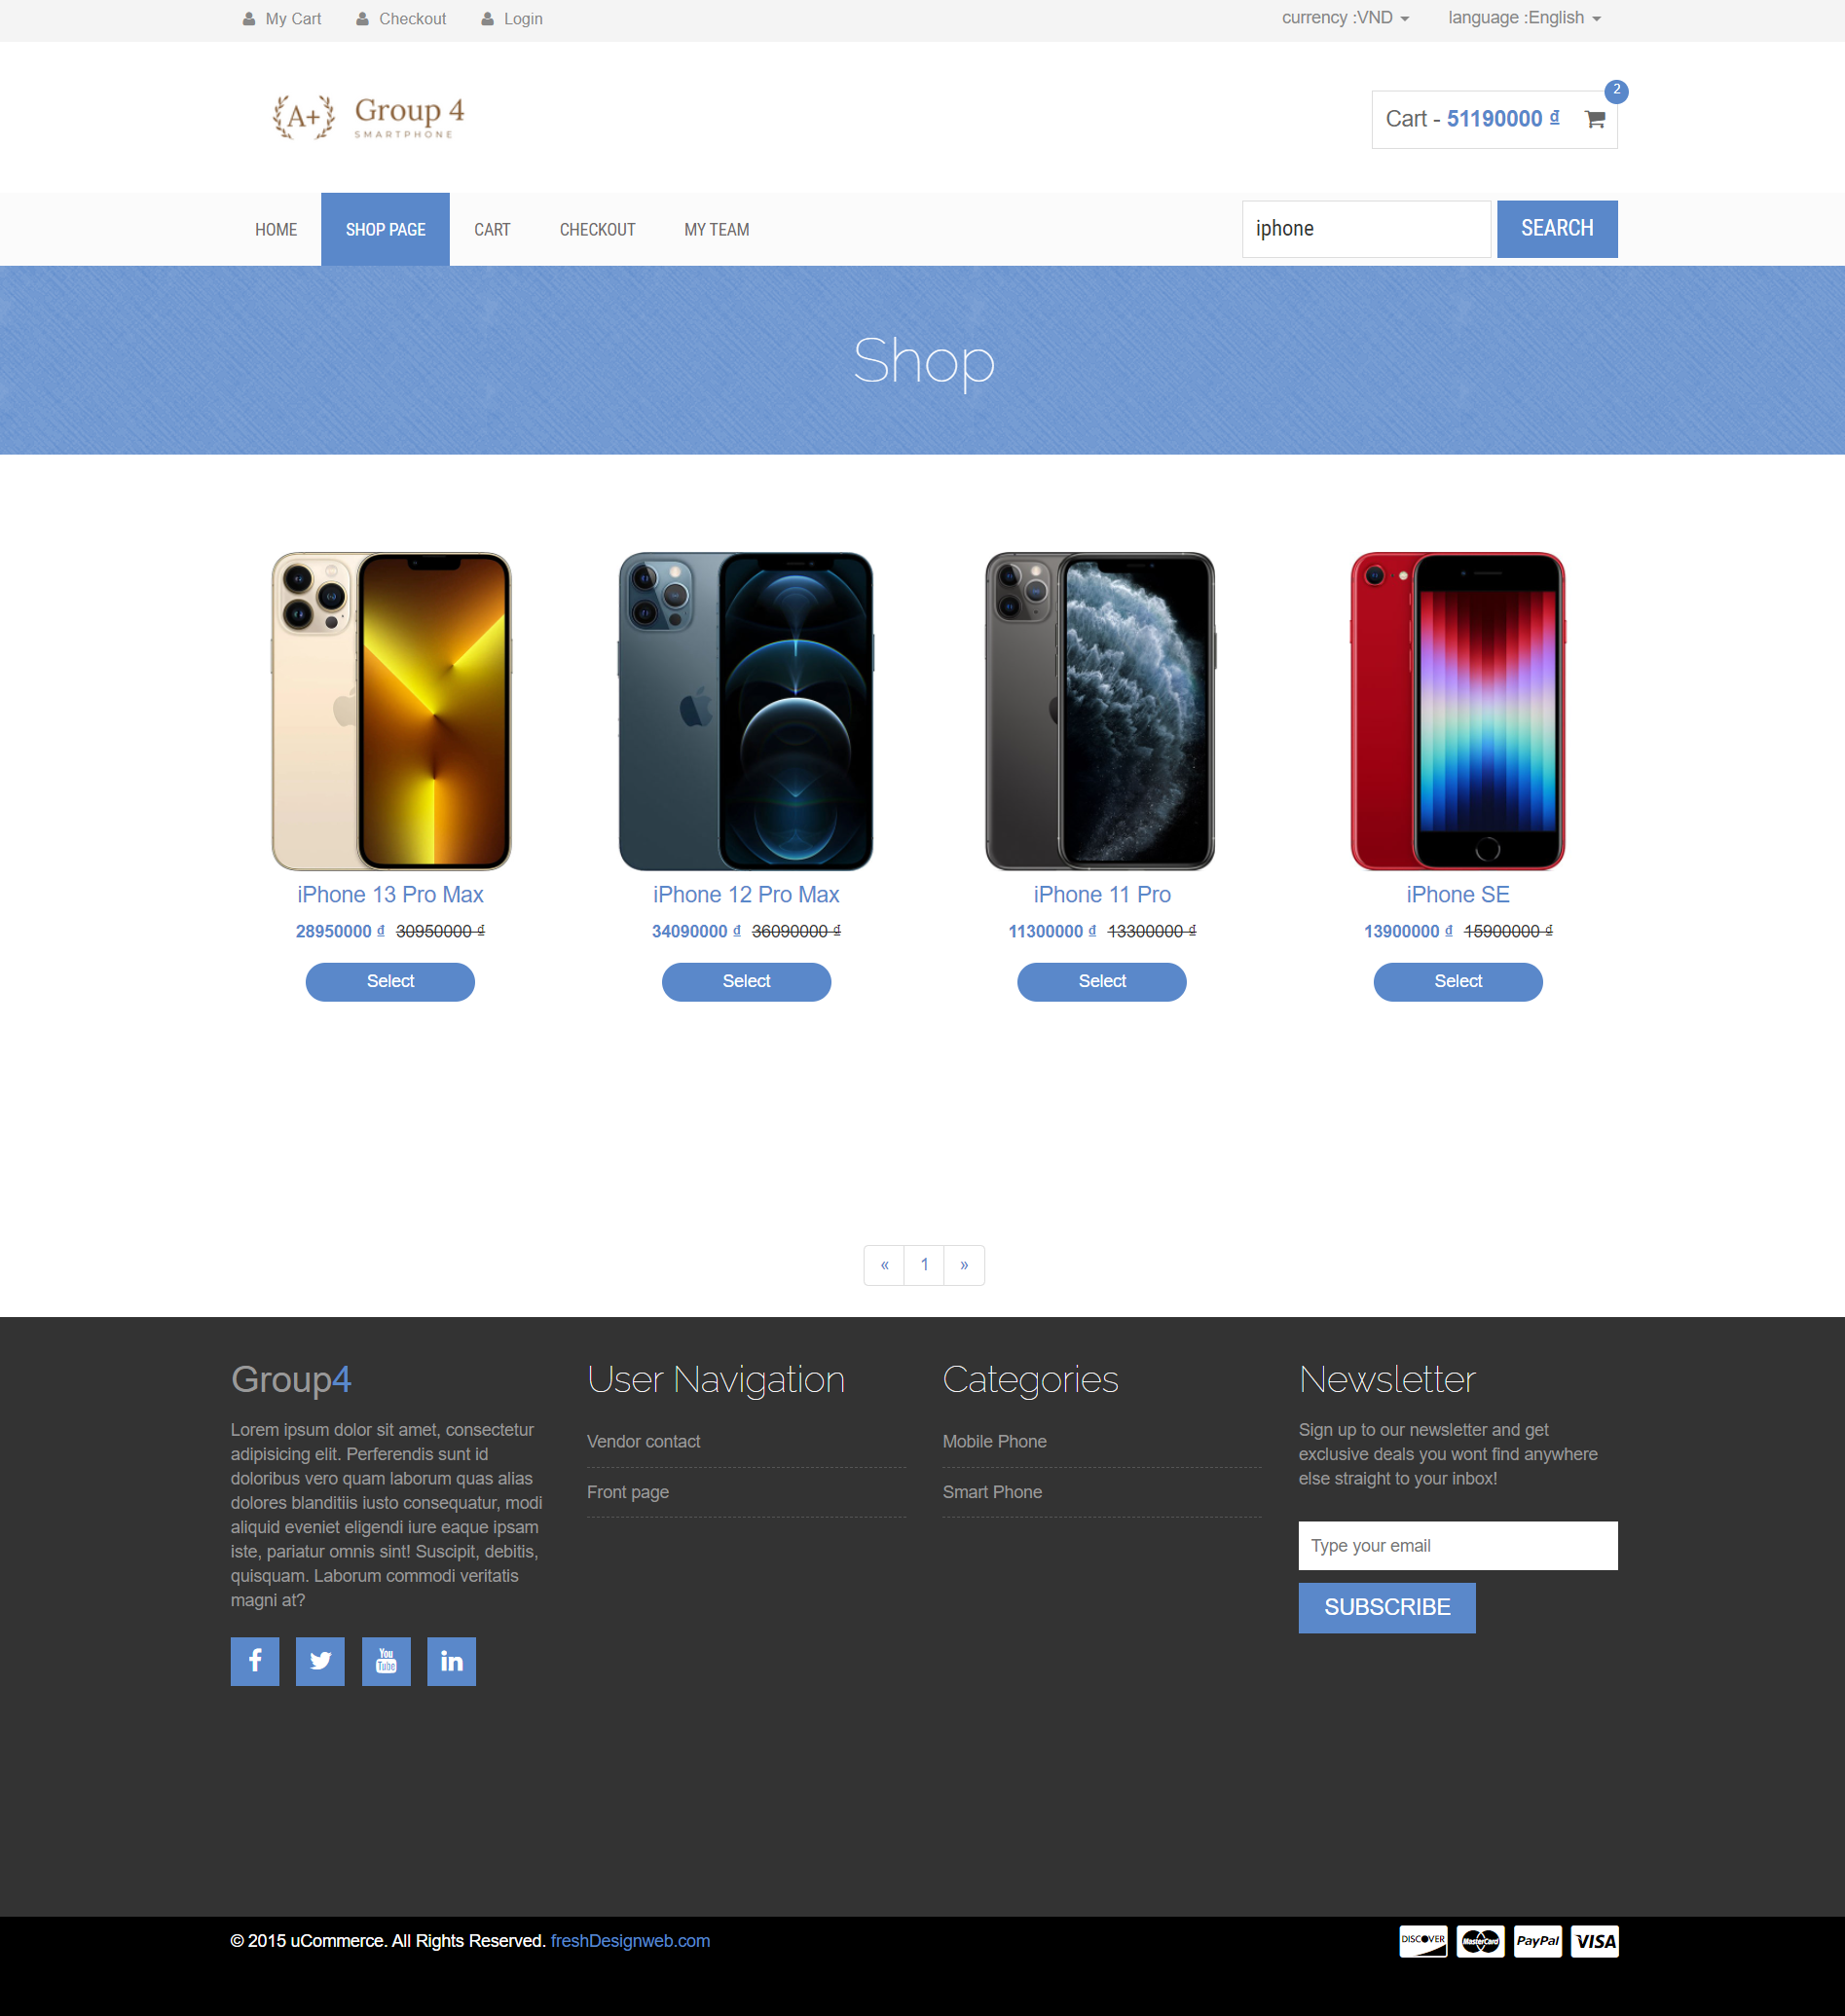 My Cart Checkout Login currency :VND language :English
2
A+ Group 4
SMARTPHONE
Cart - 51190000 ₫
HOME SHOP PAGE CART CHECKOUT MY TEAM iphone SEARCH
Shop
iPhone 13 Pro Max
28950000 ₫ 30950000 ₫
Select
iPhone 12 Pro Max
34090000 ₫ 36090000 ₫
Select
iPhone 11 Pro
11300000 ₫ 13300000 ₫
Select
iPhone SE
13900000 ₫ 15900000 ₫
Select
« 1 »
Group4
Lorem ipsum dolor sit amet, consectetur
adipisicing elit. Perferendis sunt id
doloribus vero quam laborum quas alias
dolores blanditiis iusto consequatur, modi
aliquid eveniet eligendi iure eaque ipsam
iste, pariatur omnis sint! Suscipit, debitis,
quisquam. Laborum commodi veritatis
magni at?
You
Tube
in
User Navigation
Vendor contact
Front page
Categories
Mobile Phone
Smart Phone
Newsletter
Sign up to our newsletter and get
exclusive deals you wont find anywhere
else straight to your inbox!
Type your email
SUBSCRIBE
© 2015 uCommerce. All Rights Reserved. freshDesignweb.com
DISCOVER MasterCard PayPal VISA